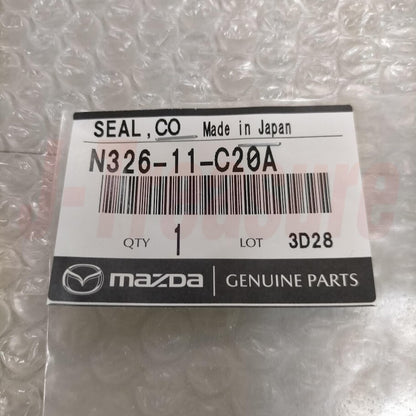 SEAL,CO Made in Japan
N326-11-C20A
QTY 1 LOT 3D28
mazda GENUINE PARTS